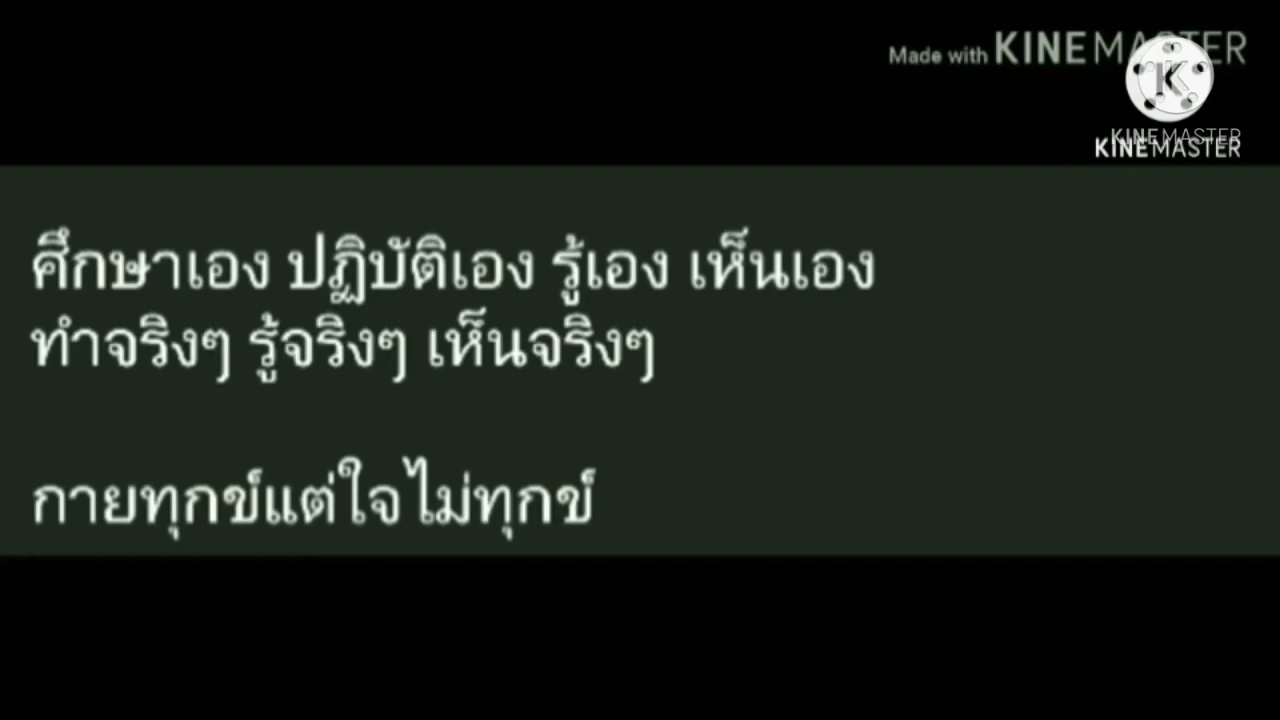 Made with KINEMASTER
K
KINEMASTER
KINEMASTER
ศึกษาเอง ปฏิบัติเอง รู้เอง เห็นเอง
ทำจริงๆ รู้จริงๆ เห็นจริงๆ
กายทุกข์แต่ใจไม่ทุกข์